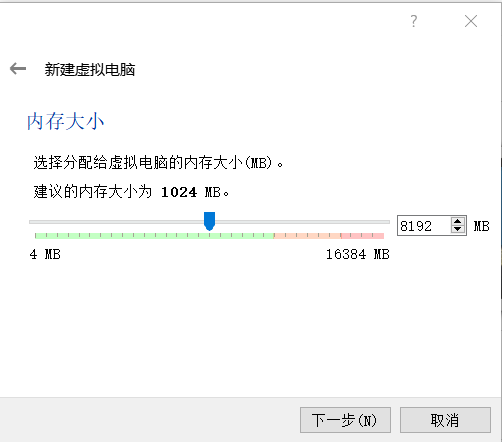 ?
新建虚拟电脑
内存大小
选择分配给虚拟电脑的内存大小(MB)。
建议的内存大小为 1024 MB。
8192 MB
4 MB 16384 MB
下一步(N) 取消